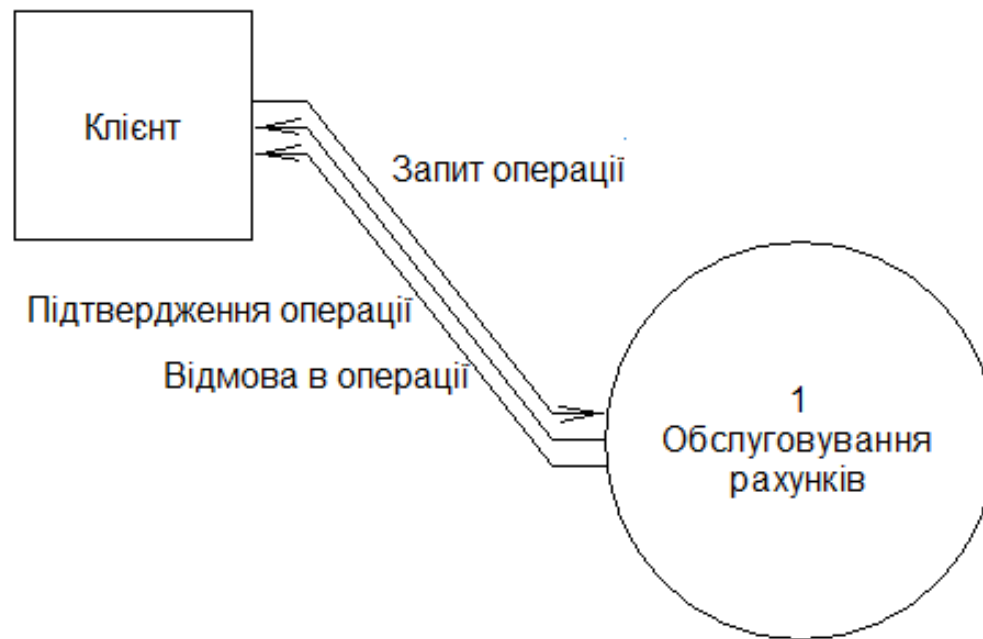 Клієнт
Запит операції
Підтвердження операції
Відмова в операції
1
Обслуговування
рахунків